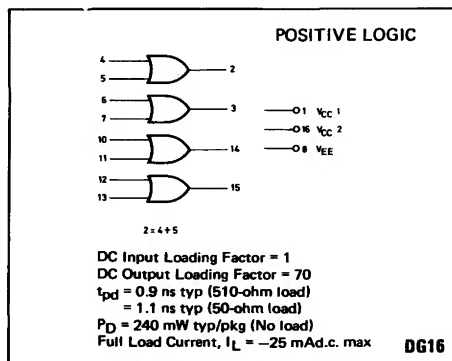 POSITIVE LOGIC
4
5
2
6
7
3
1 VCC 1
16 VCC 2
10
11
14
8 VEE
12
13
15
2 = 4 + 5
DC Input Loading Factor = 1
DC Output Loading Factor = 70
tpd = 0.9 ns typ (510-ohm load)
= 1.1 ns typ (50-ohm load)
PD = 240 mW typ/pkg (No load)
Full Load Current, IL = −25 mAd.c. max
DG16